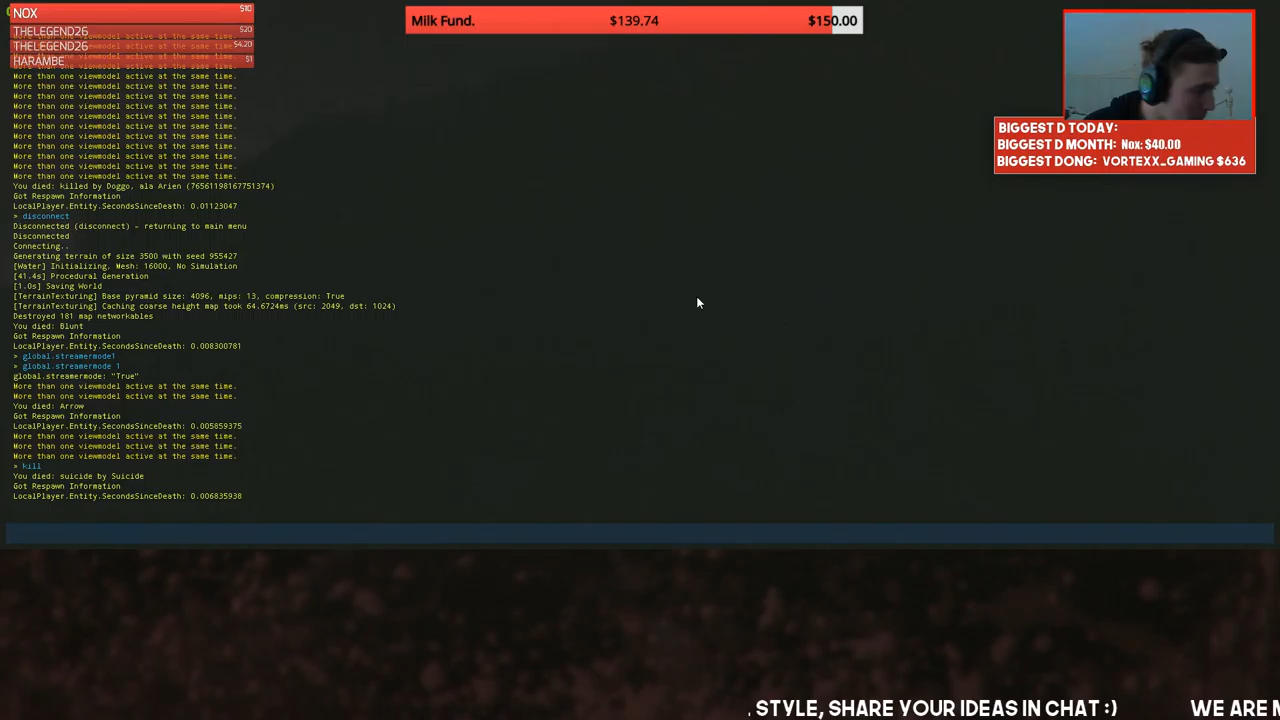 NOX $10
THELEGEND26 $20
THELEGEND26 $4.20
HARAMBE $1
Milk Fund. $139.74 $150.00
BIGGEST D TODAY:
BIGGEST D MONTH: Nox: $40.00
BIGGEST DONG: VORTEXX_GAMING $636
More than one viewmodel active at the same time.
More than one viewmodel active at the same time.
More than one viewmodel active at the same time.
More than one viewmodel active at the same time.
More than one viewmodel active at the same time.
More than one viewmodel active at the same time.
More than one viewmodel active at the same time.
More than one viewmodel active at the same time.
More than one viewmodel active at the same time.
More than one viewmodel active at the same time.
More than one viewmodel active at the same time.
You died: killed by Doggo, ala Arien (76561198167751374)
Got Respawn Information
LocalPlayer.Entity.SecondsSinceDeath: 0.01123047
> disconnect
Disconnected (disconnect) - returning to main menu
Disconnected
Connecting..
Generating terrain of size 3500 with seed 955427
[Water] Initializing, Mesh: 16000, No Simulation
[41.4s] Procedural Generation
[1.0s] Saving World
[TerrainTexturing] Base pyramid size: 4096, mips: 13, compression: True
[TerrainTexturing] Caching coarse height map took 64.6724ms (src: 2049, dst: 1024)
Destroyed 181 map networkables
You died: Blunt
Got Respawn Information
LocalPlayer.Entity.SecondsSinceDeath: 0.008300781
> global.streamermode1
> global.streamermode 1
global.streamermode: "True"
More than one viewmodel active at the same time.
More than one viewmodel active at the same time.
You died: Arrow
Got Respawn Information
LocalPlayer.Entity.SecondsSinceDeath: 0.005859375
More than one viewmodel active at the same time.
More than one viewmodel active at the same time.
More than one viewmodel active at the same time.
> kill
You died: suicide by Suicide
Got Respawn Information
LocalPlayer.Entity.SecondsSinceDeath: 0.006835938
. STYLE, SHARE YOUR IDEAS IN CHAT :) WE ARE